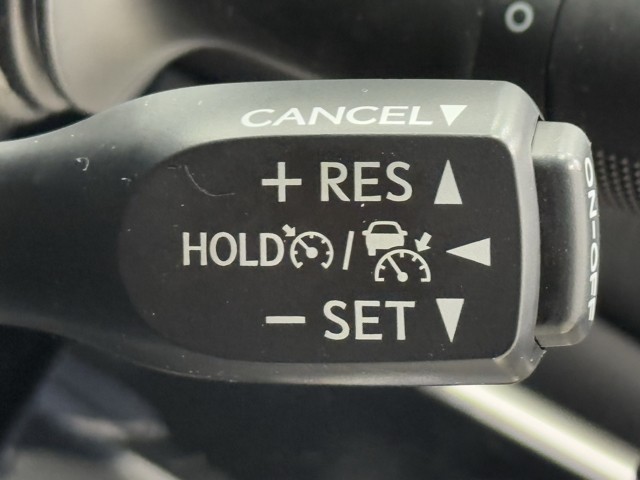 CANCEL ▼
+ RES ▲
HOLD / ◀
− SET ▼
ON-OFF
O